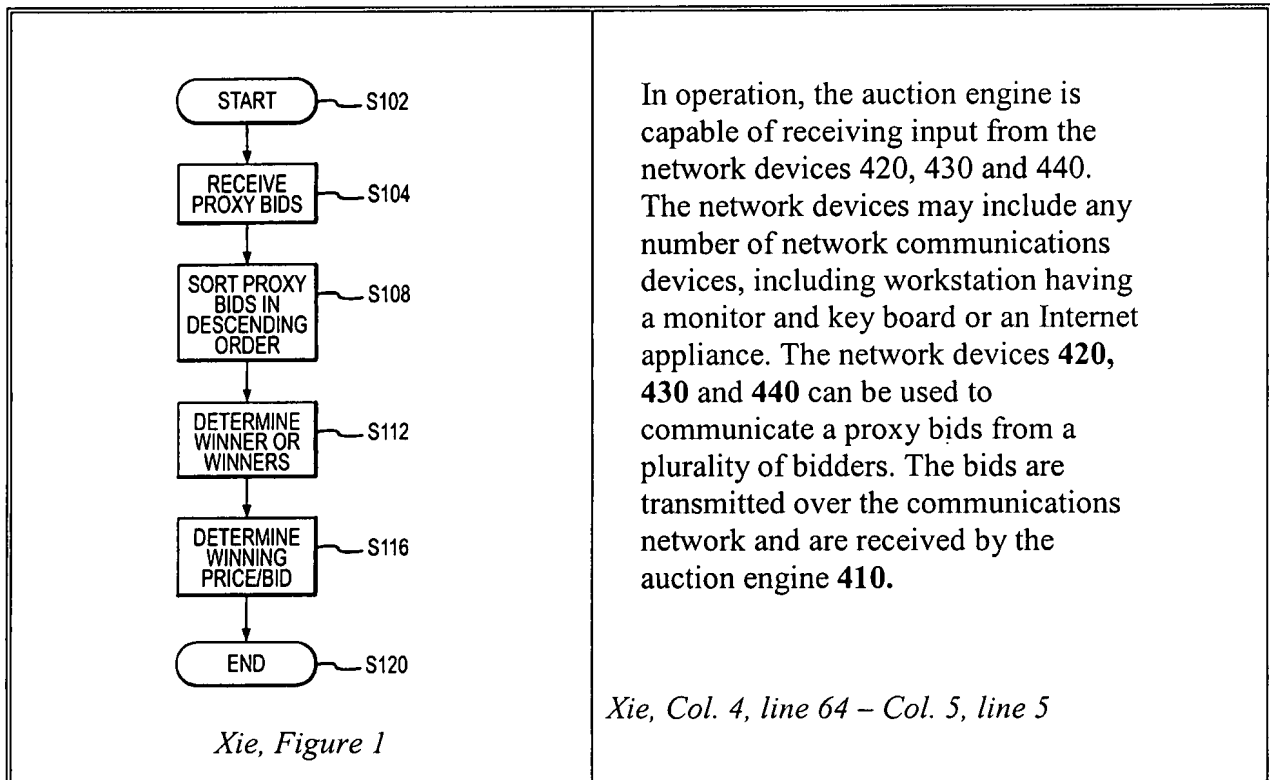 START
S102
RECEIVE
PROXY BIDS
S104
SORT PROXY
BIDS IN
DESCENDING
ORDER
S108
DETERMINE
WINNER OR
WINNERS
S112
DETERMINE
WINNING
PRICE/BID
S116
END
S120
Xie, Figure 1
In operation, the auction engine is
capable of receiving input from the
network devices 420, 430 and 440.
The network devices may include any
number of network communications
devices, including workstation having
a monitor and key board or an Internet
appliance. The network devices 420,
430 and 440 can be used to
communicate a proxy bids from a
plurality of bidders. The bids are
transmitted over the communications
network and are received by the
auction engine 410.
Xie, Col. 4, line 64 – Col. 5, line 5